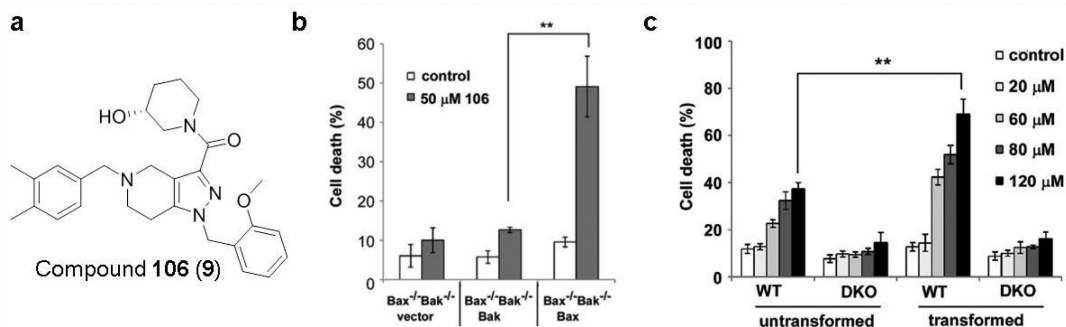 a
HO
N
O
N
N
N
O
Compound 106 (9)
b
Cell death (%)
60
50
40
30
20
10
0
**
control
50 μM 106
Bax-/-Bak-/-
vector
Bax-/-Bak-/-
Bak
Bax-/-Bak-/-
Bax
c
Cell death (%)
100
80
60
40
20
0
**
control
20 μM
60 μM
80 μM
120 μM
WT DKO WT DKO
untransformed transformed